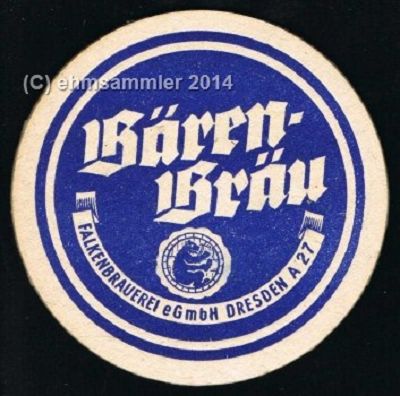 (C) ehmsammler 2014
Bären-
Bräu
FALKENBRAUEREI eGmbH DRESDEN A 27